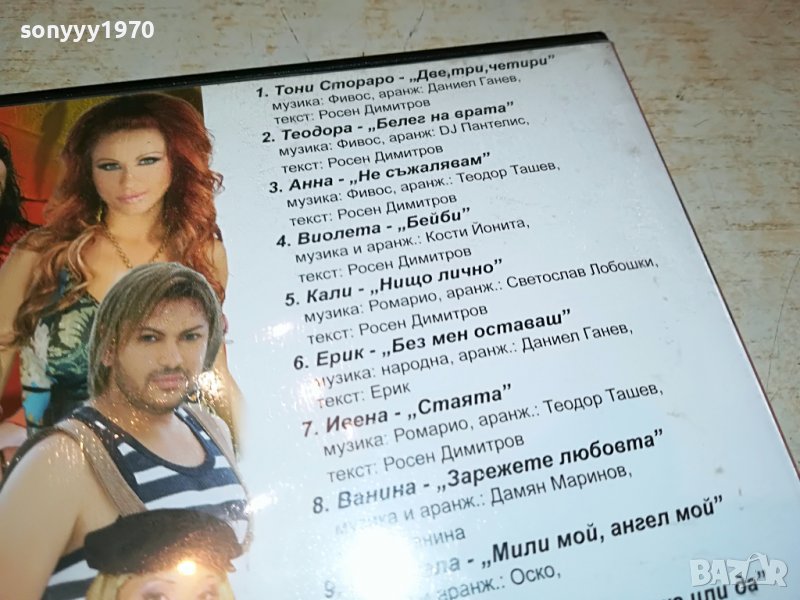 sonyyy1970
1. Тони Стораро - „Две,три,четири”
музика: Фивос, аранж: Даниел Ганев,
текст: Росен Димитров
2. Теодора - „Белег на врата”
музика: Фивос, аранж: DJ Пантелис,
текст: Росен Димитров
3. Анна - „Не съжалявам”
музика: Фивос, аранж.: Теодор Ташев,
текст: Росен Димитров
4. Виолета - „Бейби”
музика и аранж.: Кости Йонита,
текст: Росен Димитров
5. Кали - „Нищо лично”
музика: Ромарио, аранж.: Светослав Лобошки,
текст: Росен Димитров
6. Ерик - „Без мен оставаш”
музика: народна, аранж.: Даниел Ганев,
текст: Ерик
7. Ивена - „Стаята”
музика: Ромарио, аранж.: Теодор Ташев,
текст: Росен Димитров
8. Ванина - „Зарежете любовта”
музика и аранж.: Дамян Маринов,
9. - „Мили мой, ангел мой”
аранж.: Оско,
или ба”
BAZAR.BG